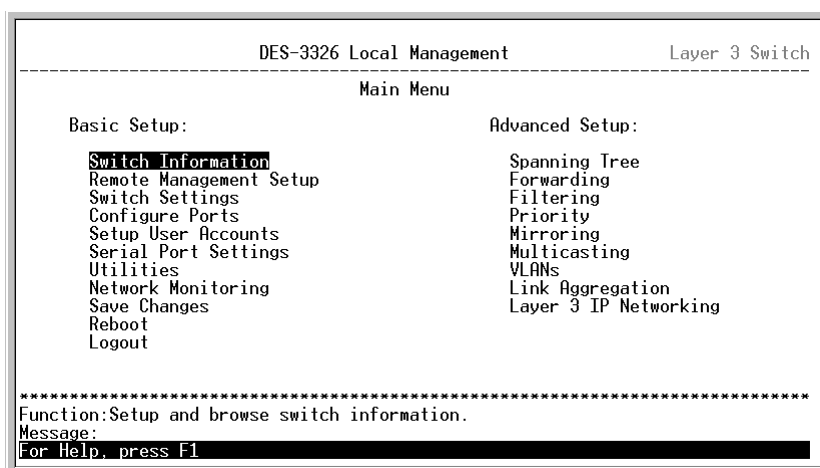 DES-3326 Local Management Layer 3 Switch
Main Menu
Basic Setup:
Switch Information
Remote Management Setup
Switch Settings
Configure Ports
Setup User Accounts
Serial Port Settings
Utilities
Network Monitoring
Save Changes
Reboot
Logout
Advanced Setup:
Spanning Tree
Forwarding
Filtering
Priority
Mirroring
Multicasting
VLANs
Link Aggregation
Layer 3 IP Networking
*******************************************************************************
Function:Setup and browse switch information.
Message:
For Help, press F1